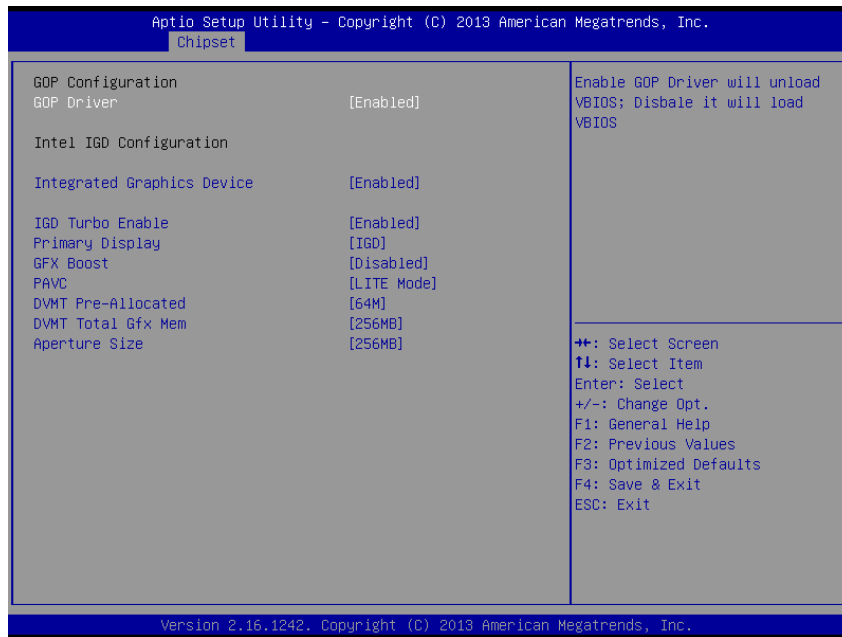 Aptio Setup Utility – Copyright (C) 2013 American Megatrends, Inc.
Chipset
GOP Configuration
GOP Driver [Enabled]
Intel IGD Configuration
Integrated Graphics Device [Enabled]
IGD Turbo Enable [Enabled]
Primary Display [IGD]
GFX Boost [Disabled]
PAVC [LITE Mode]
DVMT Pre-Allocated [64M]
DVMT Total Gfx Mem [256MB]
Aperture Size [256MB]
Enable GOP Driver will unload
VBIOS; Disbale it will load
VBIOS
→←: Select Screen
↑↓: Select Item
Enter: Select
+/-: Change Opt.
F1: General Help
F2: Previous Values
F3: Optimized Defaults
F4: Save & Exit
ESC: Exit
Version 2.16.1242. Copyright (C) 2013 American Megatrends, Inc.